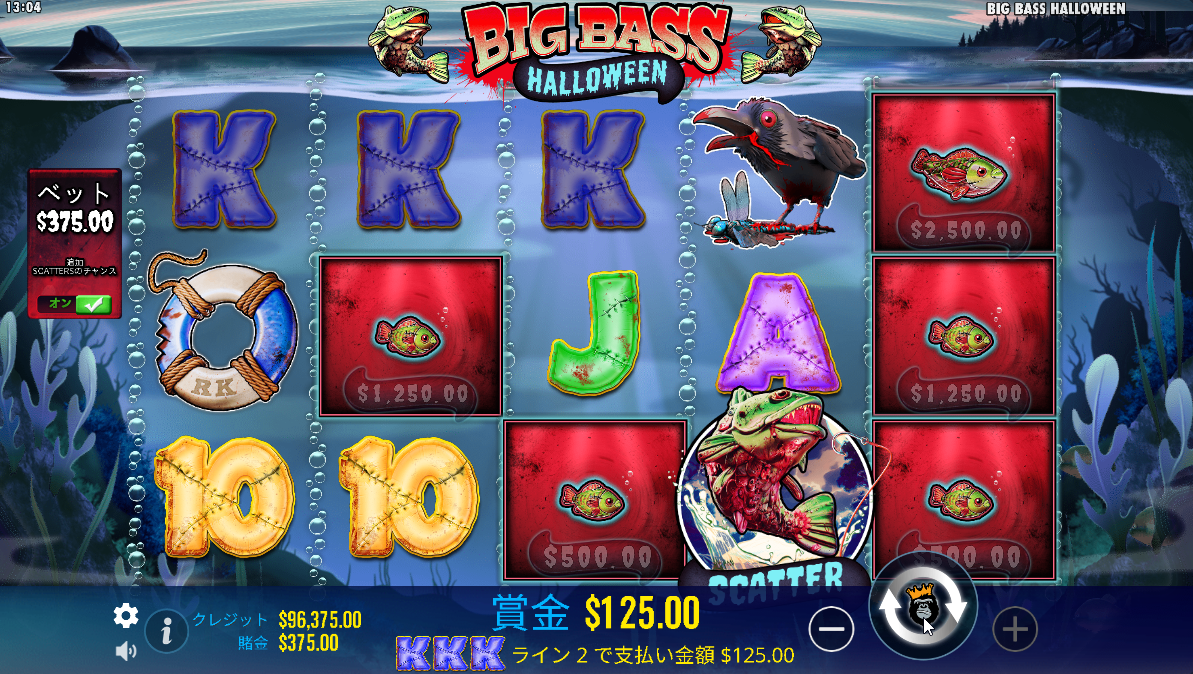 13:04
BIG BASS HALLOWEEN
BIG BASS
HALLOWEEN
K K K
$2,500.00
ベット
$375.00
追加
SCATTERSのチャンス
オン
RK
$1,250.00
J
A
$1,250.00
10 10
$500.00
SCATTER
クレジット $96,375.00
賭金 $375.00
賞金 $125.00
KKK ライン 2 で支払い金額 $125.00